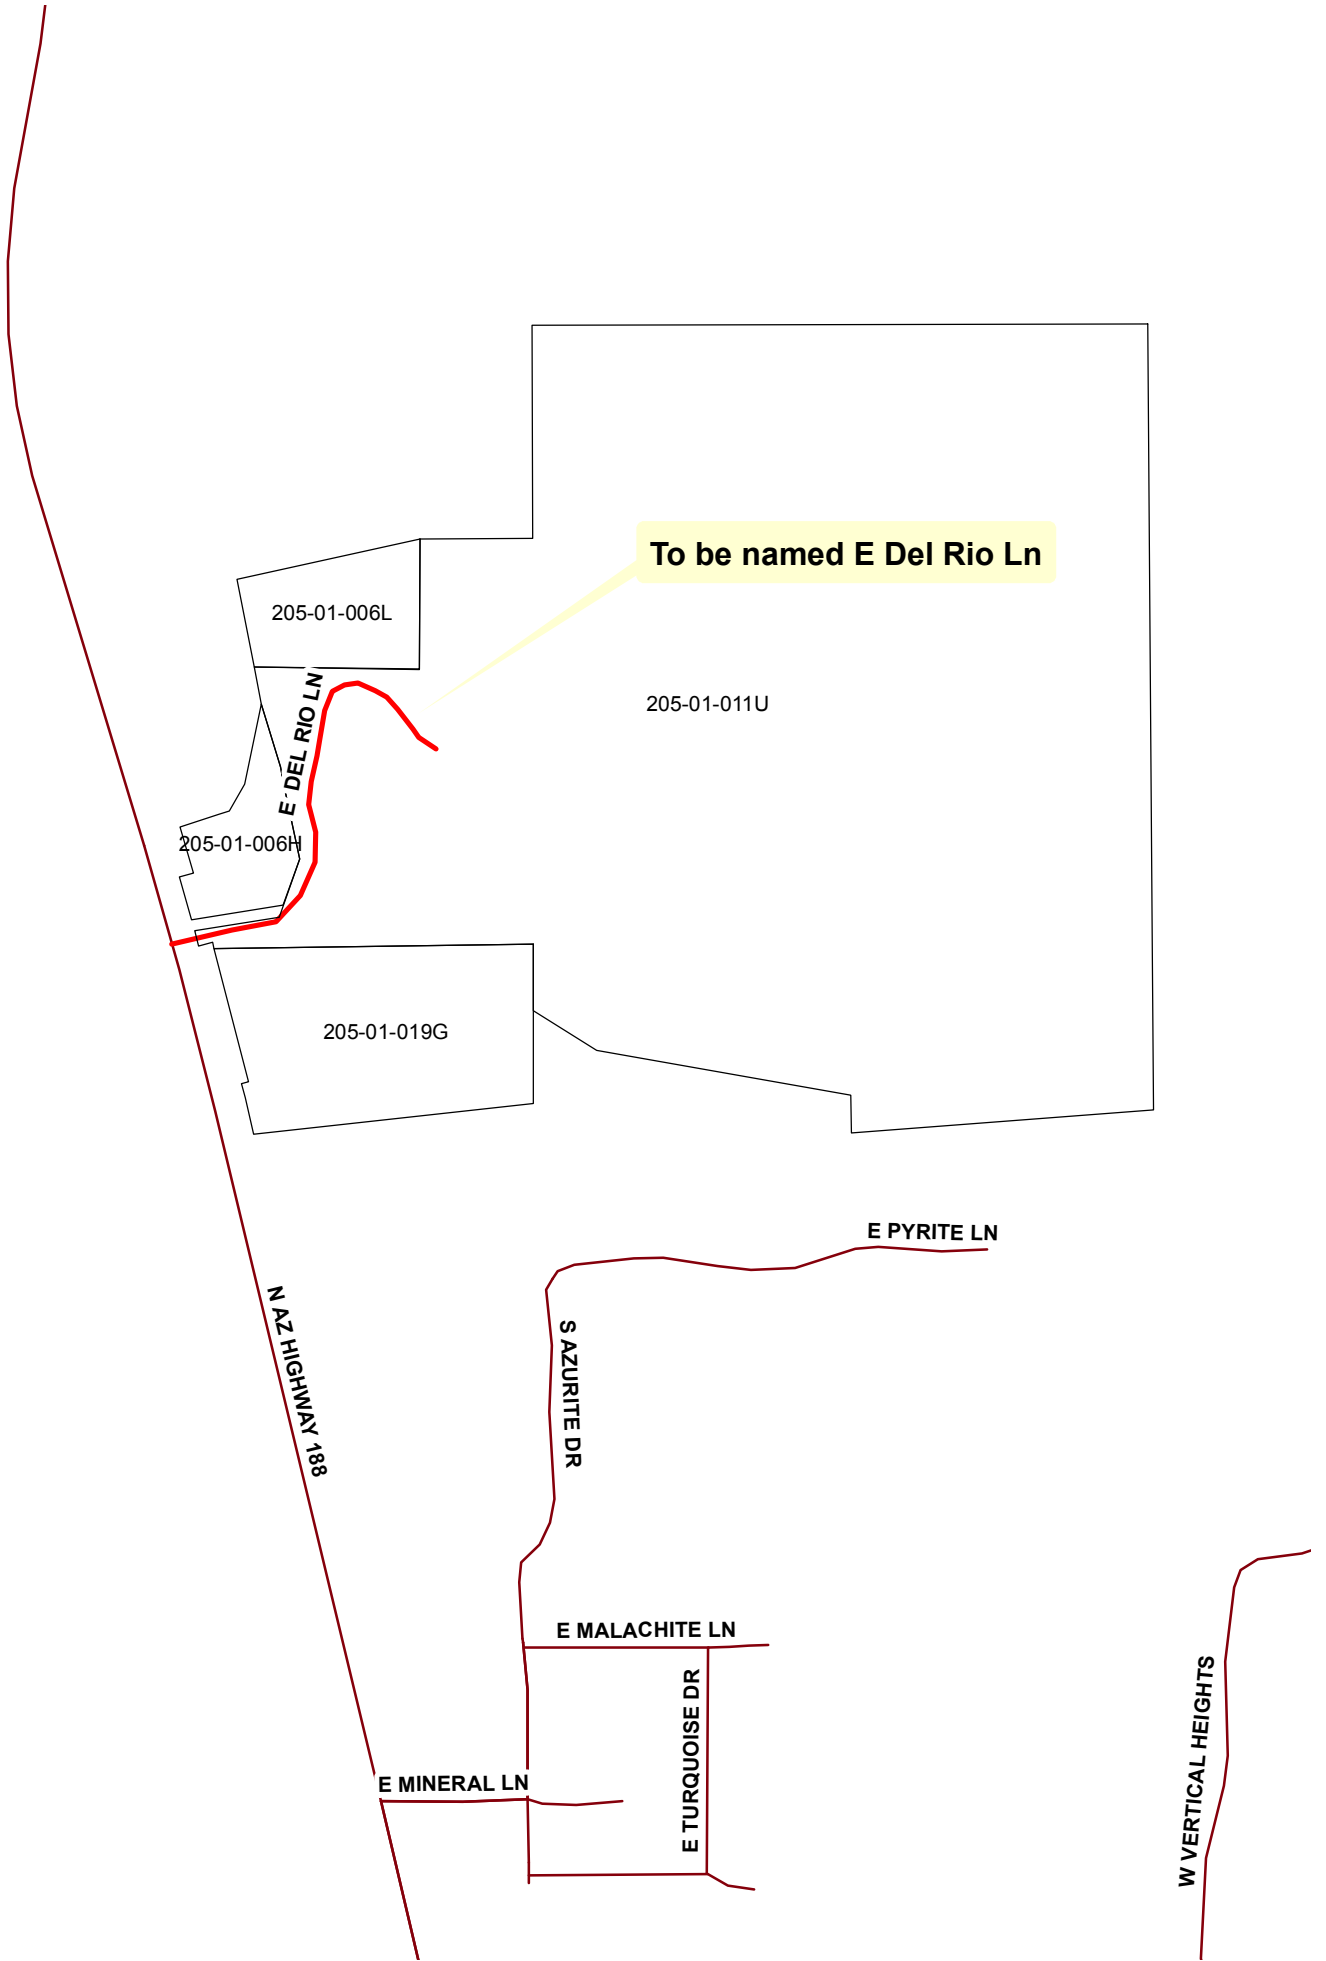 To be named E Del Rio Ln
205-01-006L
205-01-011U
E DEL RIO LN
205-01-006H
205-01-019G
E PYRITE LN
N AZ HIGHWAY 188
S AZURITE DR
E MALACHITE LN
E TURQUOISE DR
W VERTICAL HEIGHTS
E MINERAL LN